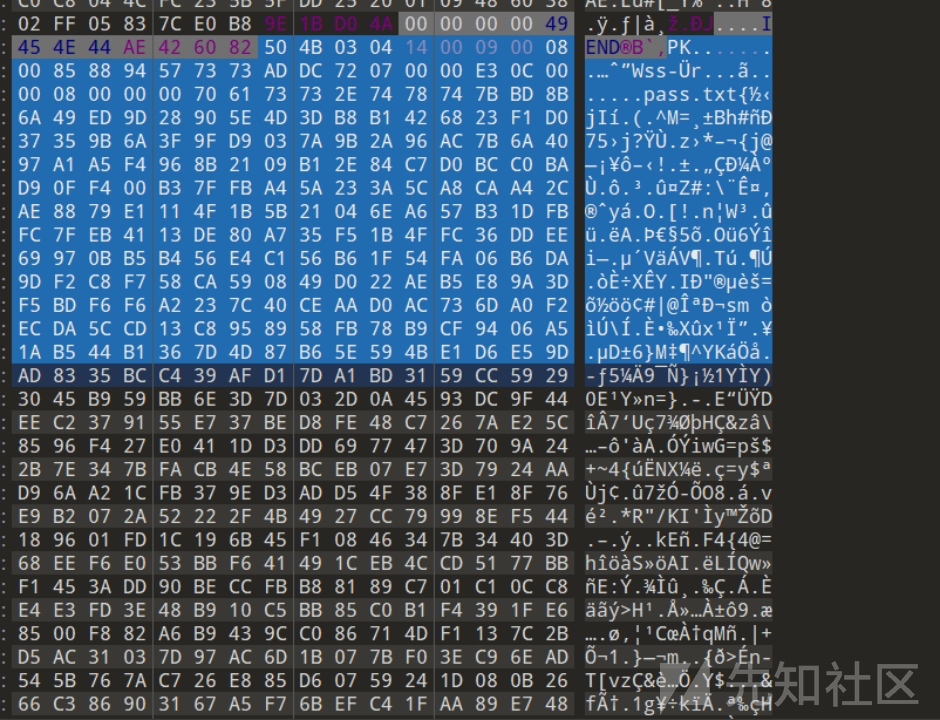 02 FF 05 83 7C E0 B8 9E 1B D0 4A 00 00 00 00 49 .ÿ.ƒ|à¸ž.ÐJ....I
45 4E 44 AE 42 60 82 50 4B 03 04 14 00 09 00 08 END®B`‚PK.......
00 85 88 94 57 73 73 AD DC 72 07 00 00 E3 0C 00
00 08 00 00 00 70 61 73 73 2E 74 78 74 7B BD 8B .....pass.txt{½‹
6A 49 ED 9D 28 90 5E 4D 3D B8 B1 42 68 23 F1 D0 jIí.(.^M=¸±Bh#ñÐ
37 35 9B 6A 3F 9F D9 03 7A 9B 2A 96 AC 7B 6A 40 75›j?ŸÙ.z›*–¬{j@
97 A1 A5 F4 96 8B 21 09 B1 2E 84 C7 D0 BC C0 BA —¡¥ô–‹!.±.„ÇÐ¼Àº
D9 0F F4 00 B3 7F FB A4 5A 23 3A 5C A8 CA A4 2C Ù.ô.³.û¤Z#:\¨Ê¤,
AE 88 79 E1 11 4F 1B 5B 21 04 6E A6 57 B3 1D FB ®ˆyá.O.[!.n¦W³.û
FC 7F EB 41 13 DE 80 A7 35 F5 1B 4F FC 36 DD EE ü.ëA.Þ€§5õ.Oü6Ýî
69 97 0B B5 B4 56 E4 C1 56 B6 1F 54 FA 06 B6 DA i—.µ´VäÁV¶.Tú.¶Ú
9D F2 C8 F7 58 CA 59 08 49 D0 22 AE B5 E8 9A 3D .òÈ÷XÊY.IÐ"®µèš=
F5 BD F6 F6 A2 23 7C 40 CE AA D0 AC 73 6D A0 F2 õ½öö¢#|@ÎªÐ¬sm ò
EC DA 5C CD 13 C8 95 89 58 FB 78 B9 CF 94 06 A5 ìÚ\Í.È•‰Xûx¹Ï”.¥
1A B5 44 B1 36 7D 4D 87 B6 5E 59 4B E1 D6 E5 9D .µD±6}M‡¶^YKáÖå.
AD 83 35 BC C4 39 AF D1 7D A1 BD 31 59 CC 59 29 -ƒ5¼Ä9¯Ñ}¡½1YÌY)
30 45 B9 59 BB 6E 3D 7D 03 2D 0A 45 93 DC 9F 44 0E¹Y»n=}.-.E“ÜŸD
EE C2 37 91 55 E7 37 BE D8 FE 48 C7 26 7A E2 5C îÂ7‘Uç7¾ØþHÇ&zâ\
85 96 F4 27 E0 41 1D D3 DD 69 77 47 3D 70 9A 24 …–ô'àA.ÓÝiwG=pš$
2B 7E 34 7B FA CB 4E 58 BC EB 07 E7 3D 79 24 AA +~4{úËNX¼ë.ç=y$ª
D9 6A A2 1C FB 37 9E D3 AD D5 4F 38 8F E1 8F 76 Ùj¢.û7žÓ-ÕO8.á.v
E9 B2 07 2A 52 22 2F 4B 49 27 CC 79 99 8E F5 44 é².*R"/KI'Ìy™ŽõD
18 96 01 FD 1C 19 6B 45 F1 08 46 34 7B 34 40 3D .–.ý..kEñ.F4{4@=
68 EE F6 E0 53 BB F6 41 49 1C EB 4C CD 51 77 BB hîöàS»öAI.ëLÍQw»
F1 45 3A DD 90 BE CC FB B8 81 89 C7 01 C1 0C C8 ñE:Ý.¾Ìû¸.‰Ç.Á.È
E4 E3 FD 3E 48 B9 10 C5 BB 85 C0 B1 F4 39 1F E6 äãý>H¹.Å»…À±ô9.æ
85 00 F8 82 A6 B9 43 9C C0 86 71 4D F1 13 7C 2B ….ø‚¦¹CœÀ†qMñ.|+
D5 AC 31 03 7D 97 AC 6D 1B 07 7B F0 3E C9 6E AD Õ¬1.}—¬m..{ð>Én-
54 5B 76 7A C7 26 E8 85 D6 07 59 24 1D 08 0B 26
66 C3 86 90 31 67 A5 F7 6B EF C4 1F AA 89 E7 48
先知社区